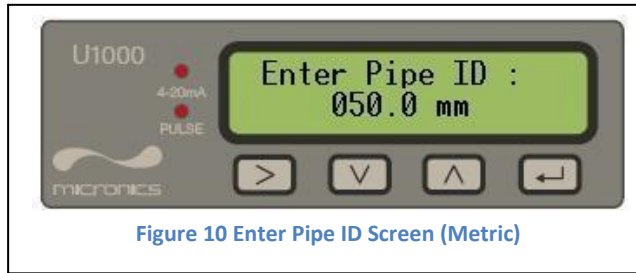 U1000
4-20mA
PULSE
micronics
Enter Pipe ID :
050.0 mm
> ∨ ∧ ↵
Figure 10 Enter Pipe ID Screen (Metric)